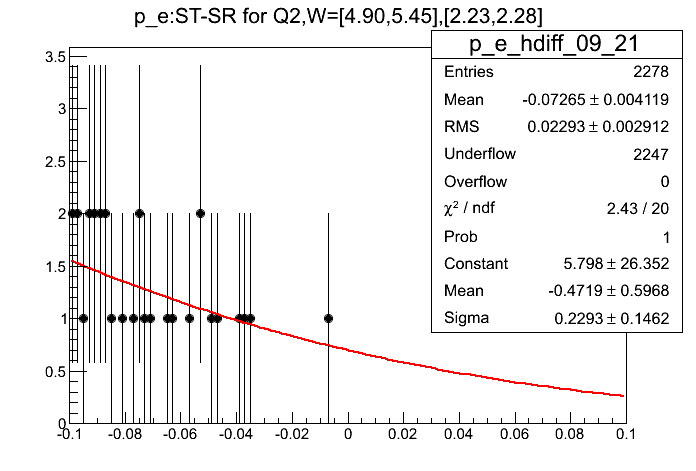 p_e:ST-SR for Q2,W=[4.90,5.45],[2.23,2.28]
p_e_hdiff_09_21
Entries 2278
Mean -0.07265 ± 0.004119
RMS 0.02293 ± 0.002912
Underflow 2247
Overflow 0
χ² / ndf 2.43 / 20
Prob 1
Constant 5.798 ± 26.352
Mean -0.4719 ± 0.5968
Sigma 0.2293 ± 0.1462
3.5
3
2.5
2
1.5
1
0.5
0
-0.1 -0.08 -0.06 -0.04 -0.02 0 0.02 0.04 0.06 0.08 0.1